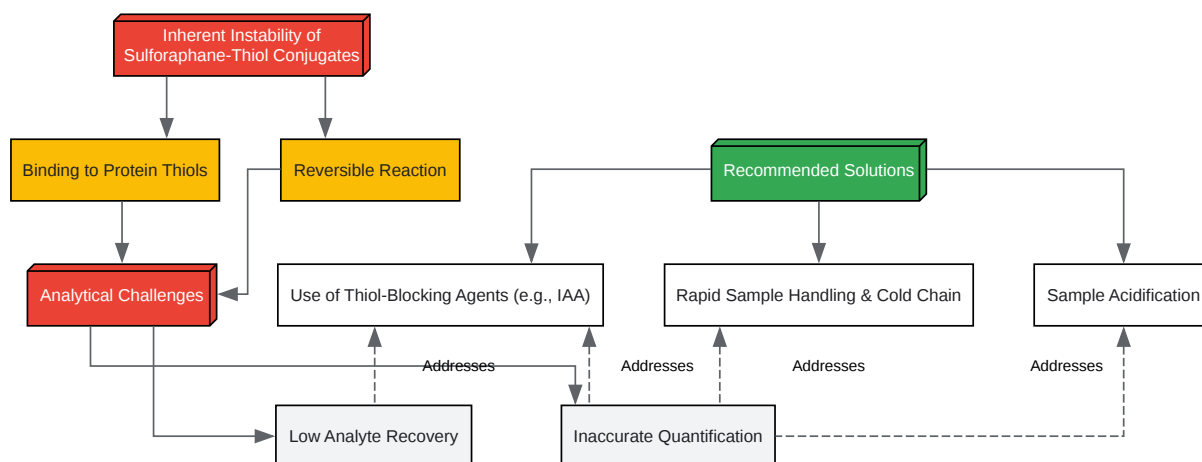 Inherent Instability of
Sulforaphane-Thiol Conjugates
Binding to Protein Thiols
Reversible Reaction
Recommended Solutions
Analytical Challenges
Use of Thiol-Blocking Agents (e.g., IAA)
Rapid Sample Handling & Cold Chain
Sample Acidification
Addresses
Addresses
Addresses
Addresses
Low Analyte Recovery
Inaccurate Quantification